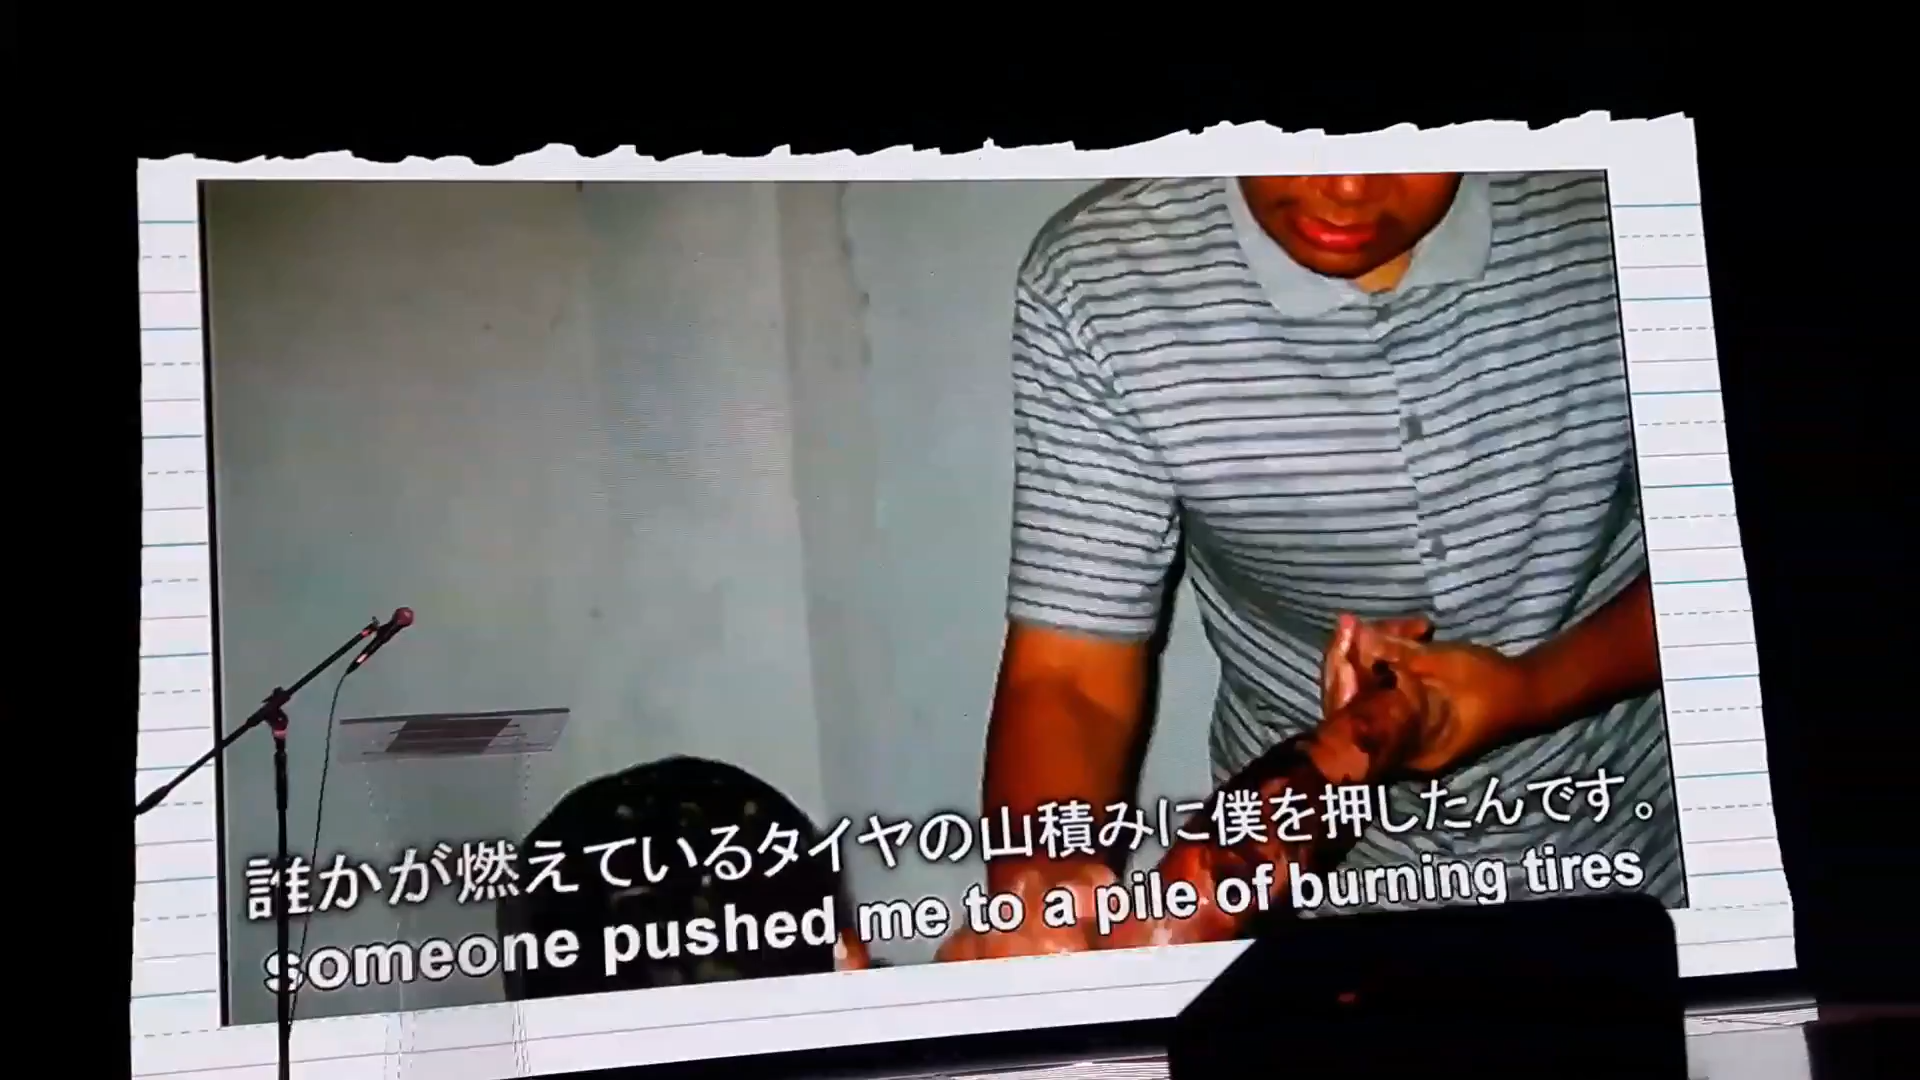 誰かが燃えているタイヤの山積みに僕を押したんです。
someone pushed me to a pile of burning tires